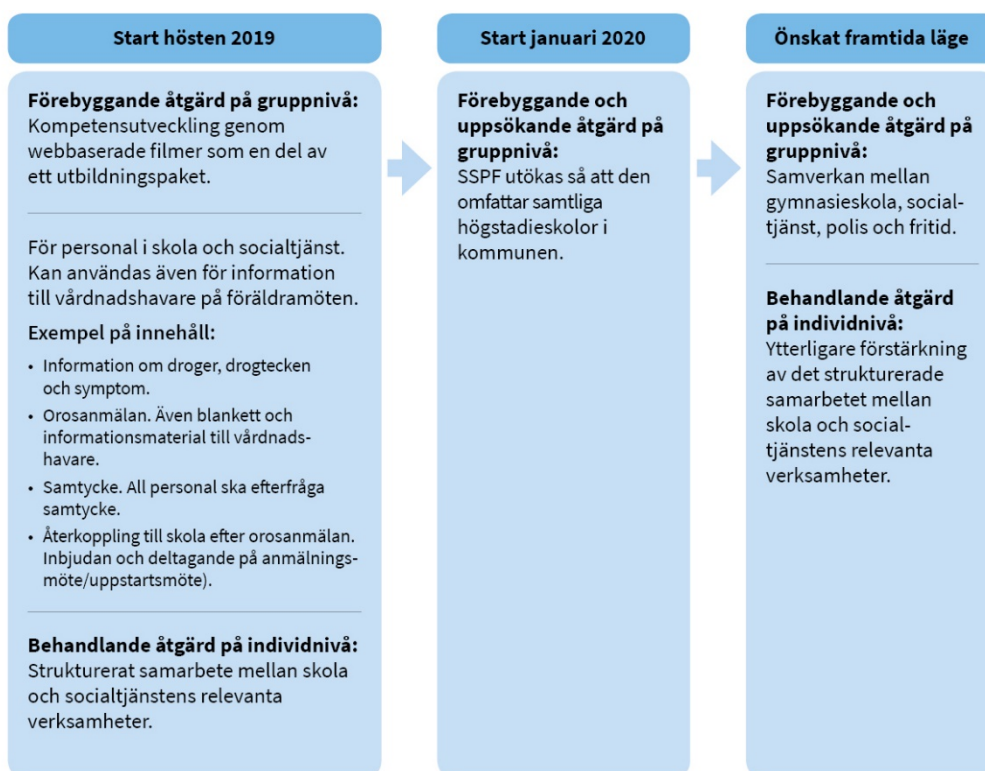 Start hösten 2019
Förebyggande åtgärd på gruppnivå:
Kompetensutveckling genom
webbaserade filmer som en del av
ett utbildningspaket.
För personal i skola och socialtjänst.
Kan användas även för information
till vårdnadshavare på föräldramöten.
Exempel på innehåll:
• Information om droger, drogtecken
och symptom.
• Orosanmälan. Även blankett och
informationsmaterial till vårdnads-
havare.
• Samtycke. All personal ska efterfråga
samtycke.
• Återkoppling till skola efter orosanmälan.
Inbjudan och deltagande på anmälnings-
möte/uppstartsmöte).
Behandlande åtgärd på individnivå:
Strukturerat samarbete mellan skola
och socialtjänstens relevanta
verksamheter.
Start januari 2020
Förebyggande och
uppsökande åtgärd på
gruppnivå:
SSPF utökas så att den
omfattar samtliga
högstadieskolor i
kommunen.
Önskat framtida läge
Förebyggande och
uppsökande åtgärd på
gruppnivå:
Samverkan mellan
gymnasieskola, social-
tjänst, polis och fritid.
Behandlande åtgärd
på individnivå:
Ytterligare förstärkning
av det strukturerade
samarbetet mellan
skola och social-
tjänstens relevanta
verksamheter.